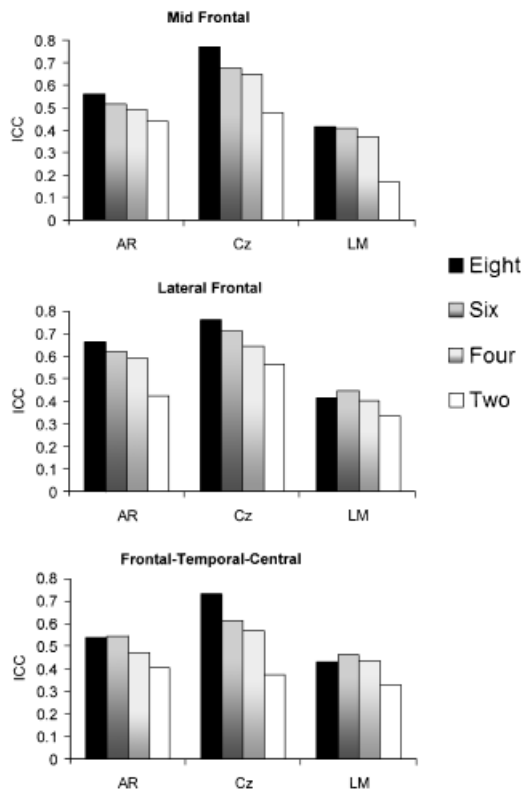 Mid Frontal
0.8
0.7
0.6
0.5
0.4
0.3
0.2
0.1
0
ICC
AR Cz LM
Lateral Frontal
0.8
0.7
0.6
0.5
0.4
0.3
0.2
0.1
0
ICC
AR Cz LM
Eight
Six
Four
Two
Frontal-Temporal-Central
0.8
0.7
0.6
0.5
0.4
0.3
0.2
0.1
0
ICC
AR Cz LM